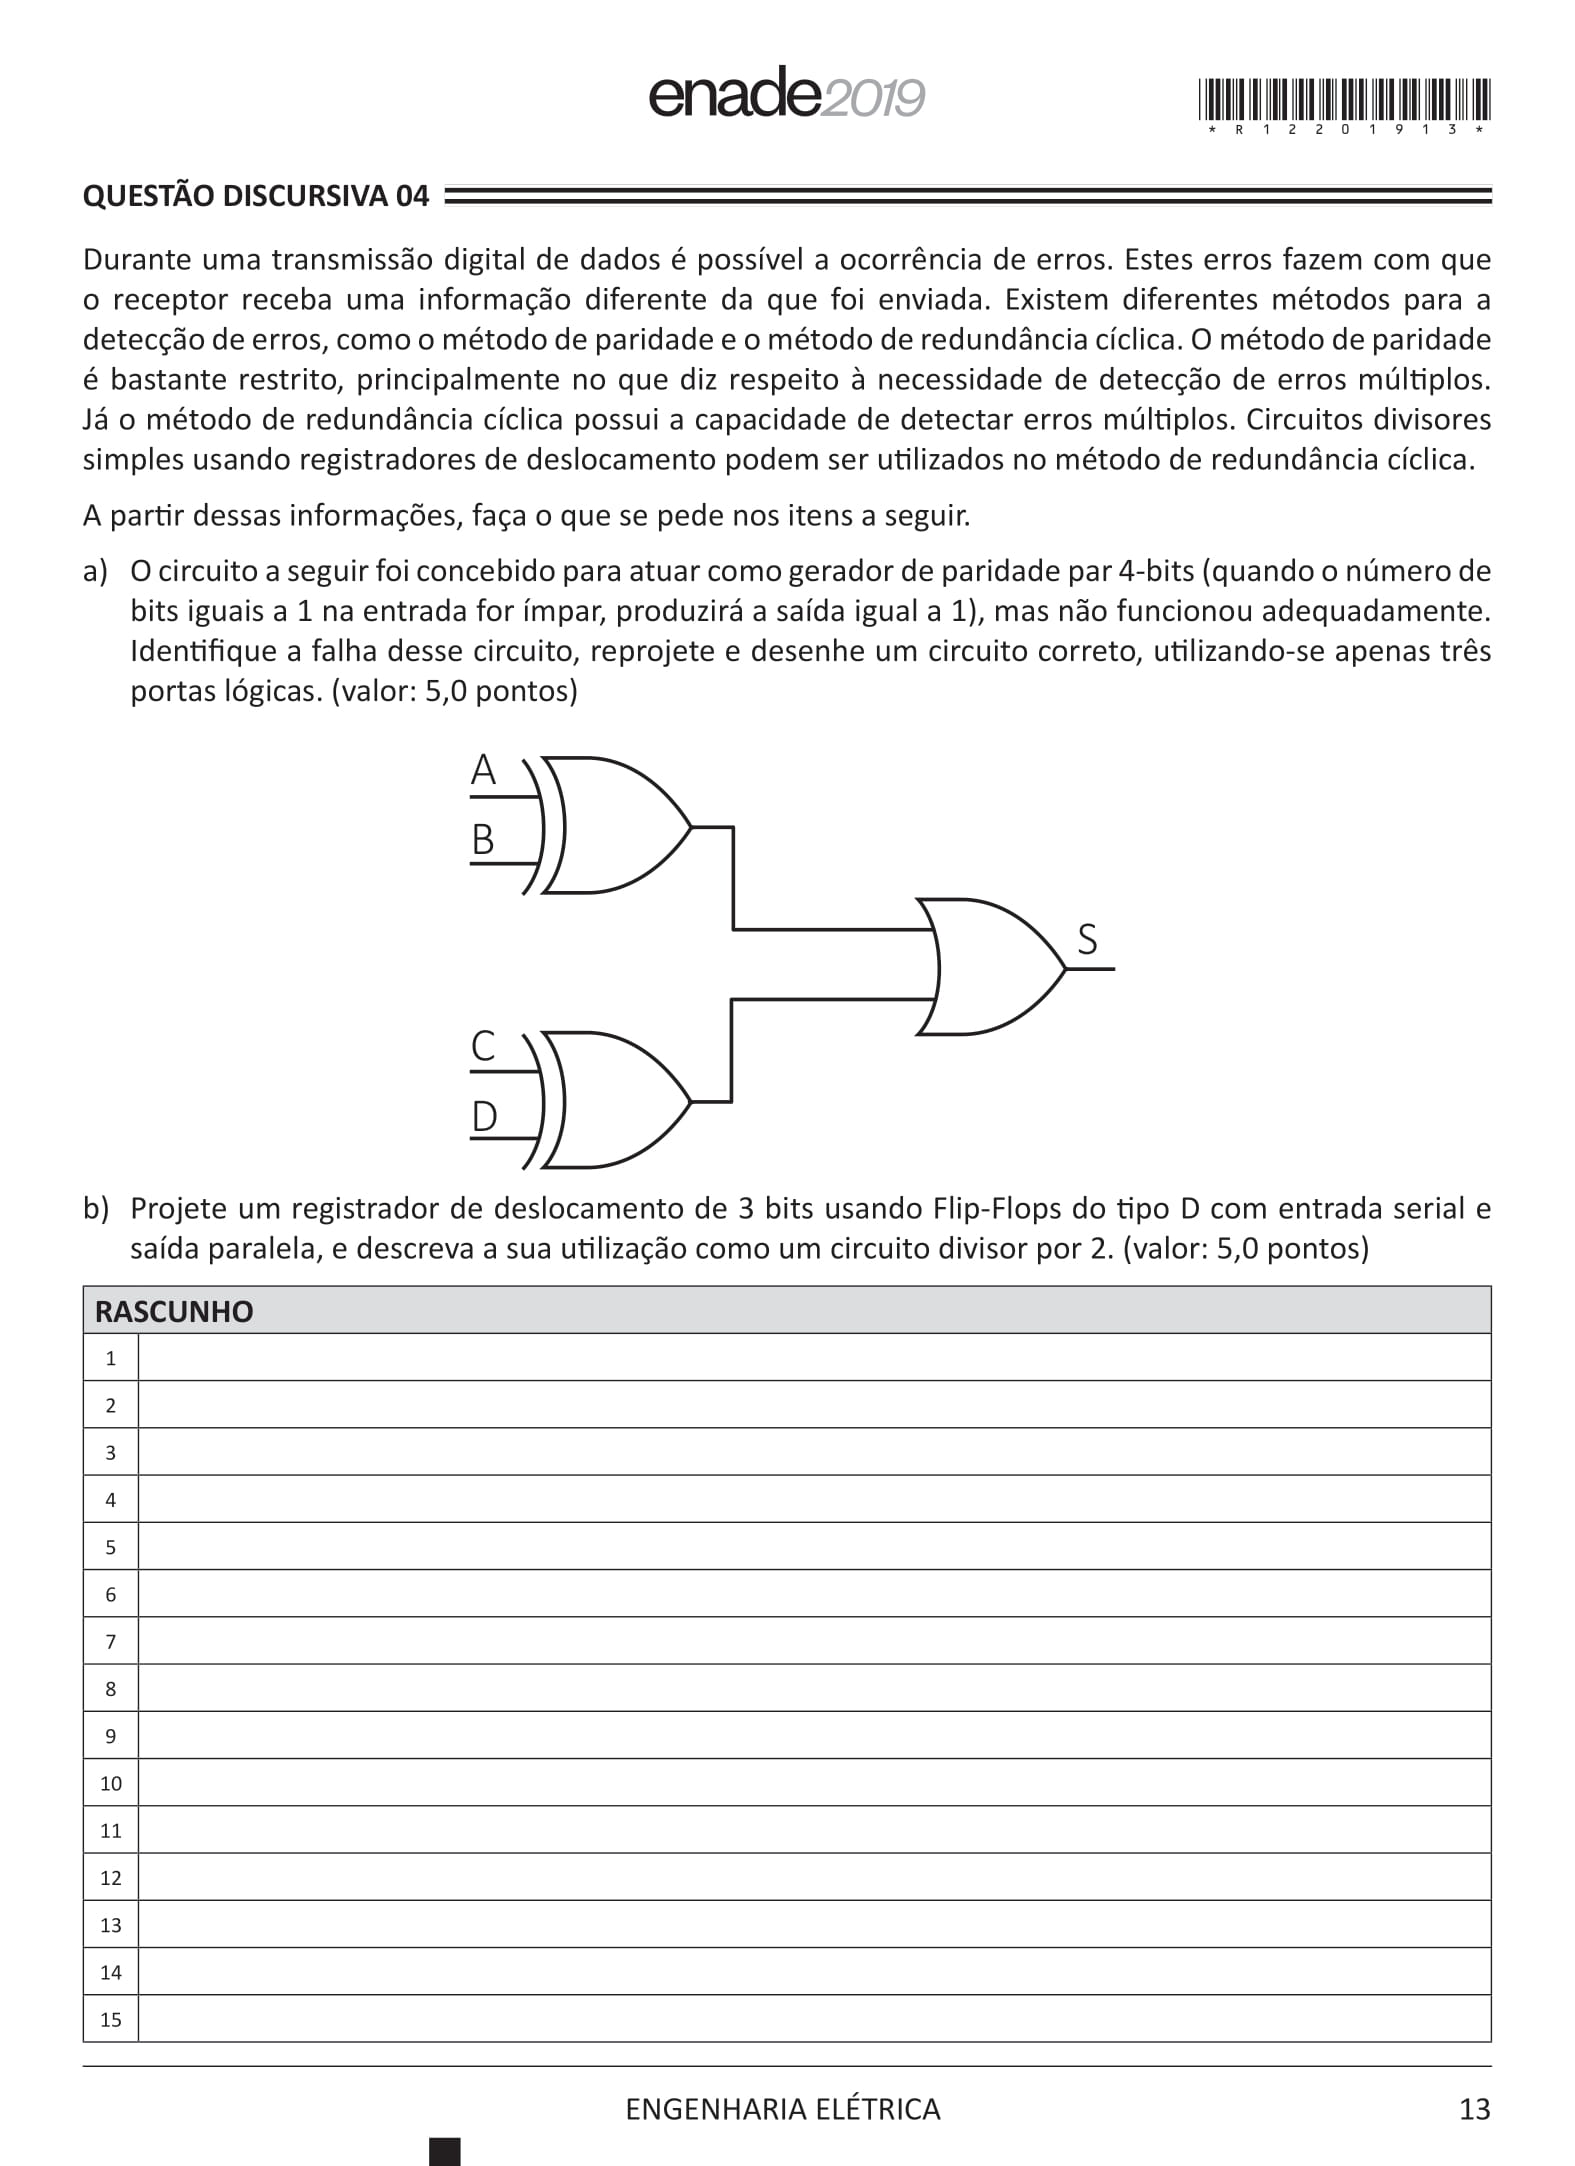 enade2019
* R 1 2 2 0 1 9 1 3 *
QUESTÃO DISCURSIVA 04
Durante uma transmissão digital de dados é possível a ocorrência de erros. Estes erros fazem com que
o receptor receba uma informação diferente da que foi enviada. Existem diferentes métodos para a
detecção de erros, como o método de paridade e o método de redundância cíclica. O método de paridade
é bastante restrito, principalmente no que diz respeito à necessidade de detecção de erros múltiplos.
Já o método de redundância cíclica possui a capacidade de detectar erros múltiplos. Circuitos divisores
simples usando registradores de deslocamento podem ser utilizados no método de redundância cíclica.
A partir dessas informações, faça o que se pede nos itens a seguir.
a) O circuito a seguir foi concebido para atuar como gerador de paridade par 4-bits (quando o número de
bits iguais a 1 na entrada for ímpar, produzirá a saída igual a 1), mas não funcionou adequadamente.
Identifique a falha desse circuito, reprojete e desenhe um circuito correto, utilizando-se apenas três
portas lógicas. (valor: 5,0 pontos)
A
B
S
C
D
b) Projete um registrador de deslocamento de 3 bits usando Flip-Flops do tipo D com entrada serial e
saída paralela, e descreva a sua utilização como um circuito divisor por 2. (valor: 5,0 pontos)
RASCUNHO
1
2
3
4
5
6
7
8
9
10
11
12
13
14
15
ENGENHARIA ELÉTRICA
13